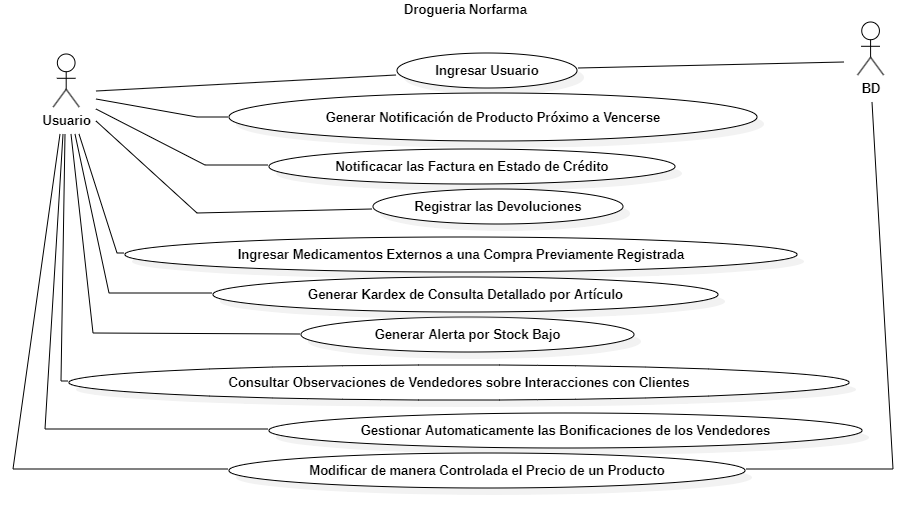 Drogueria Norfarma
BD
Usuario
Ingresar Usuario
Generar Notificación de Producto Próximo a Vencerse
Notificacar las Factura en Estado de Crédito
Registrar las Devoluciones
Ingresar Medicamentos Externos a una Compra Previamente Registrada
Generar Kardex de Consulta Detallado por Artículo
Generar Alerta por Stock Bajo
Consultar Observaciones de Vendedores sobre Interacciones con Clientes
Gestionar Automaticamente las Bonificaciones de los Vendedores
Modificar de manera Controlada el Precio de un Producto